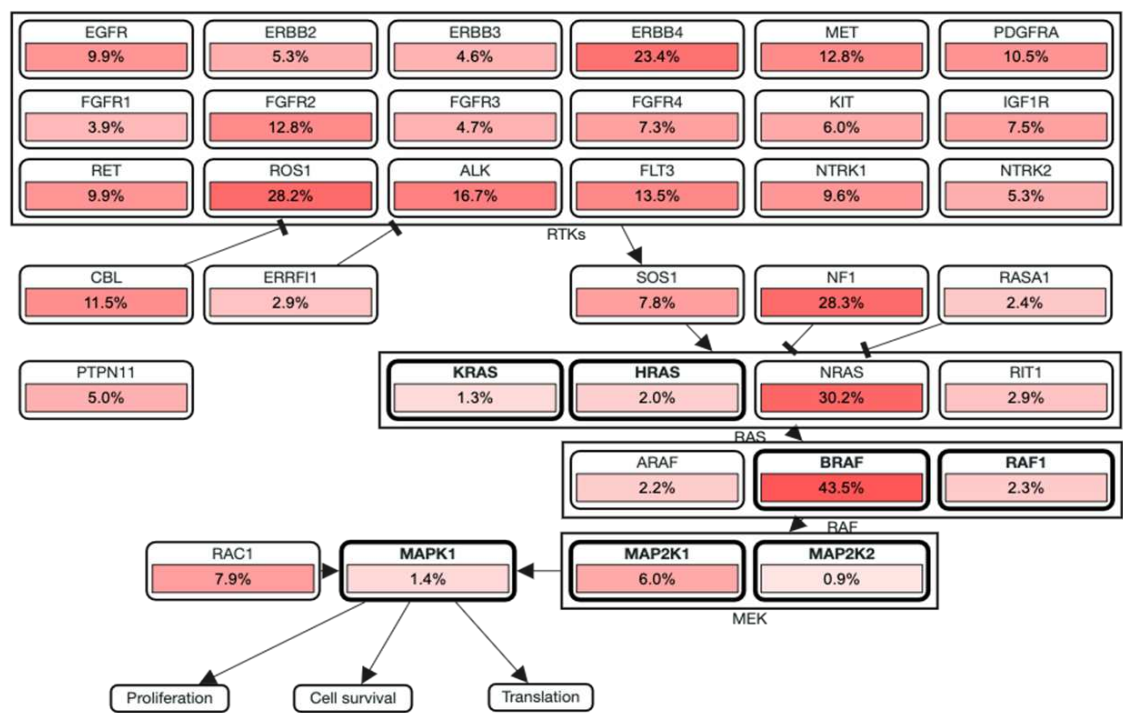 EGFR ERBB2 ERBB3 ERBB4 MET PDGFRA
9.9% 5.3% 4.6% 23.4% 12.8% 10.5%
FGFR1 FGFR2 FGFR3 FGFR4 KIT IGF1R
3.9% 12.8% 4.7% 7.3% 6.0% 7.5%
RET ROS1 ALK FLT3 NTRK1 NTRK2
9.9% 28.2% 16.7% 13.5% 9.6% 5.3%
RTKs
CBL ERRFI1 SOS1 NF1 RASA1
11.5% 2.9% 7.8% 28.3% 2.4%
PTPN11 KRAS HRAS NRAS RIT1
5.0% 1.3% 2.0% 30.2% 2.9%
RAS
ARAF BRAF RAF1
2.2% 43.5% 2.3%
RAF
RAC1 MAPK1 MAP2K1 MAP2K2
7.9% 1.4% 6.0% 0.9%
MEK
Proliferation Cell survival Translation